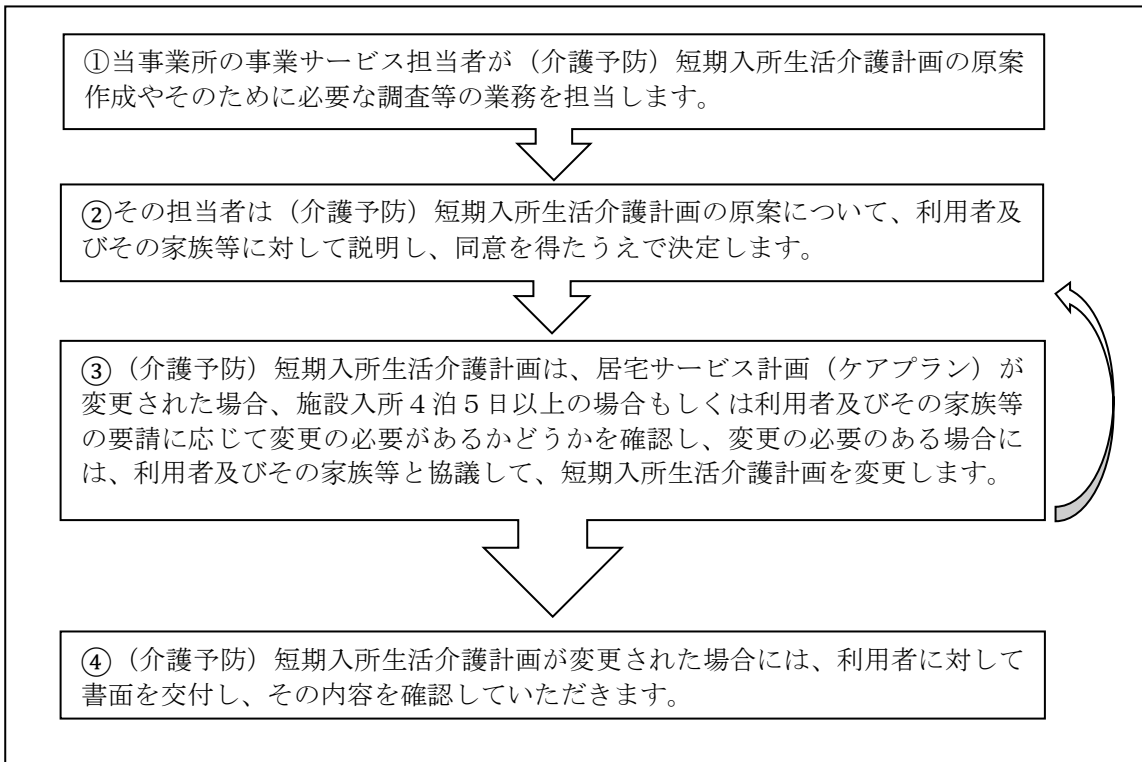 ①当事業所の事業サービス担当者が（介護予防）短期入所生活介護計画の原案
作成やそのために必要な調査等の業務を担当します。
②その担当者は（介護予防）短期入所生活介護計画の原案について、利用者及
びその家族等に対して説明し、同意を得たうえで決定します。
③（介護予防）短期入所生活介護計画は、居宅サービス計画（ケアプラン）が
変更された場合、施設入所４泊５日以上の場合もしくは利用者及びその家族等
の要請に応じて変更の必要があるかどうかを確認し、変更の必要のある場合に
は、利用者及びその家族等と協議して、短期入所生活介護計画を変更します。
④（介護予防）短期入所生活介護計画が変更された場合には、利用者に対して
書面を交付し、その内容を確認していただきます。